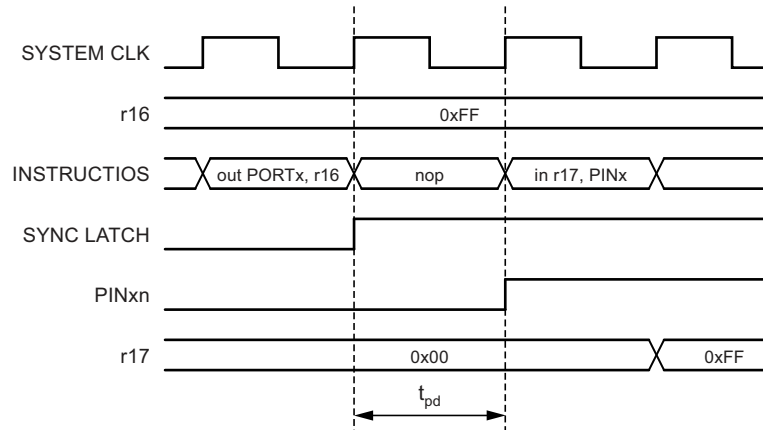 SYSTEM CLK
r16
0xFF
INSTRUCTIOS
out PORTx, r16
nop
in r17, PINx
SYNC LATCH
PINxn
r17
0x00
0xFF
tpd